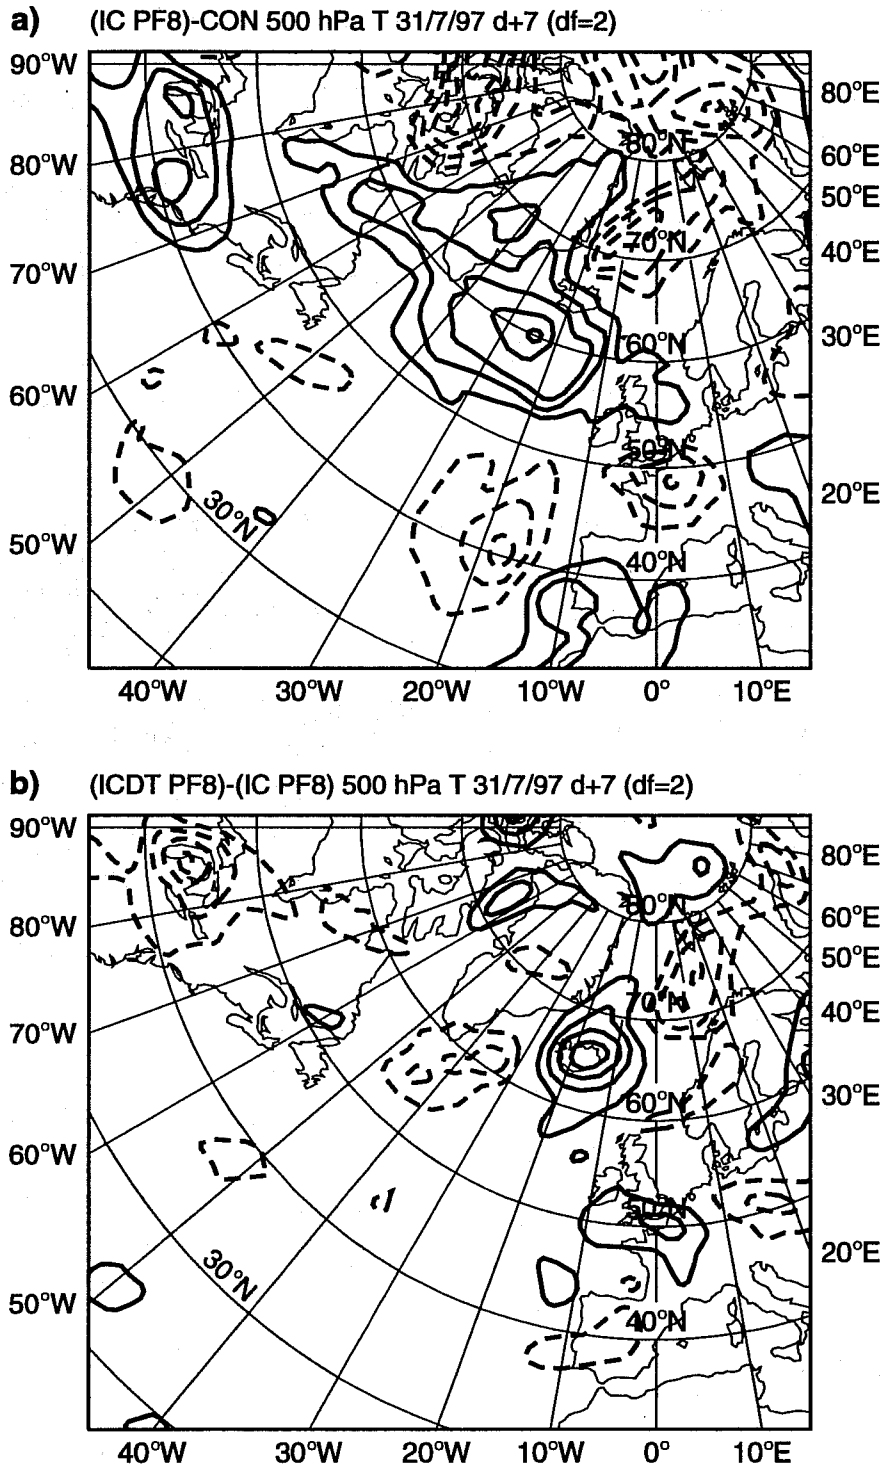 a) (IC PF8)-CON 500 hPa T 31/7/97 d+7 (df=2)
90°W
80°E
80°N
60°E
80°W
50°E
70°N
40°E
70°W
60°N
30°E
60°W
50°N
20°E
30°N
50°W
40°N
40°W 30°W 20°W 10°W 0° 10°E
b) (ICDT PF8)-(IC PF8) 500 hPa T 31/7/97 d+7 (df=2)
90°W
80°E
80°N
60°E
80°W
50°E
70°N
40°E
70°W
30°E
60°N
60°W
50°N
20°E
30°N
50°W
40°N
40°W 30°W 20°W 10°W 0° 10°E